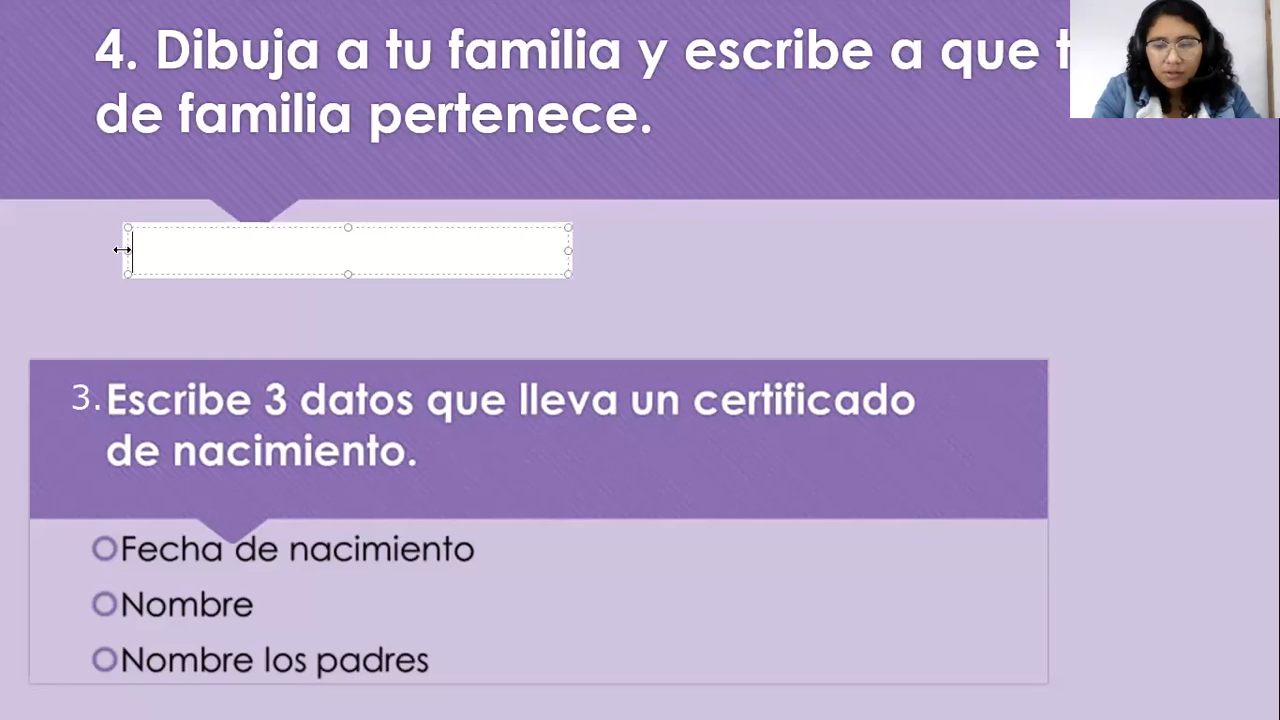 4. Dibuja a tu familia y escribe a que
de familia pertenece.
3. Escribe 3 datos que lleva un certificado
de nacimiento.
Fecha de nacimiento
Nombre
Nombre los padres